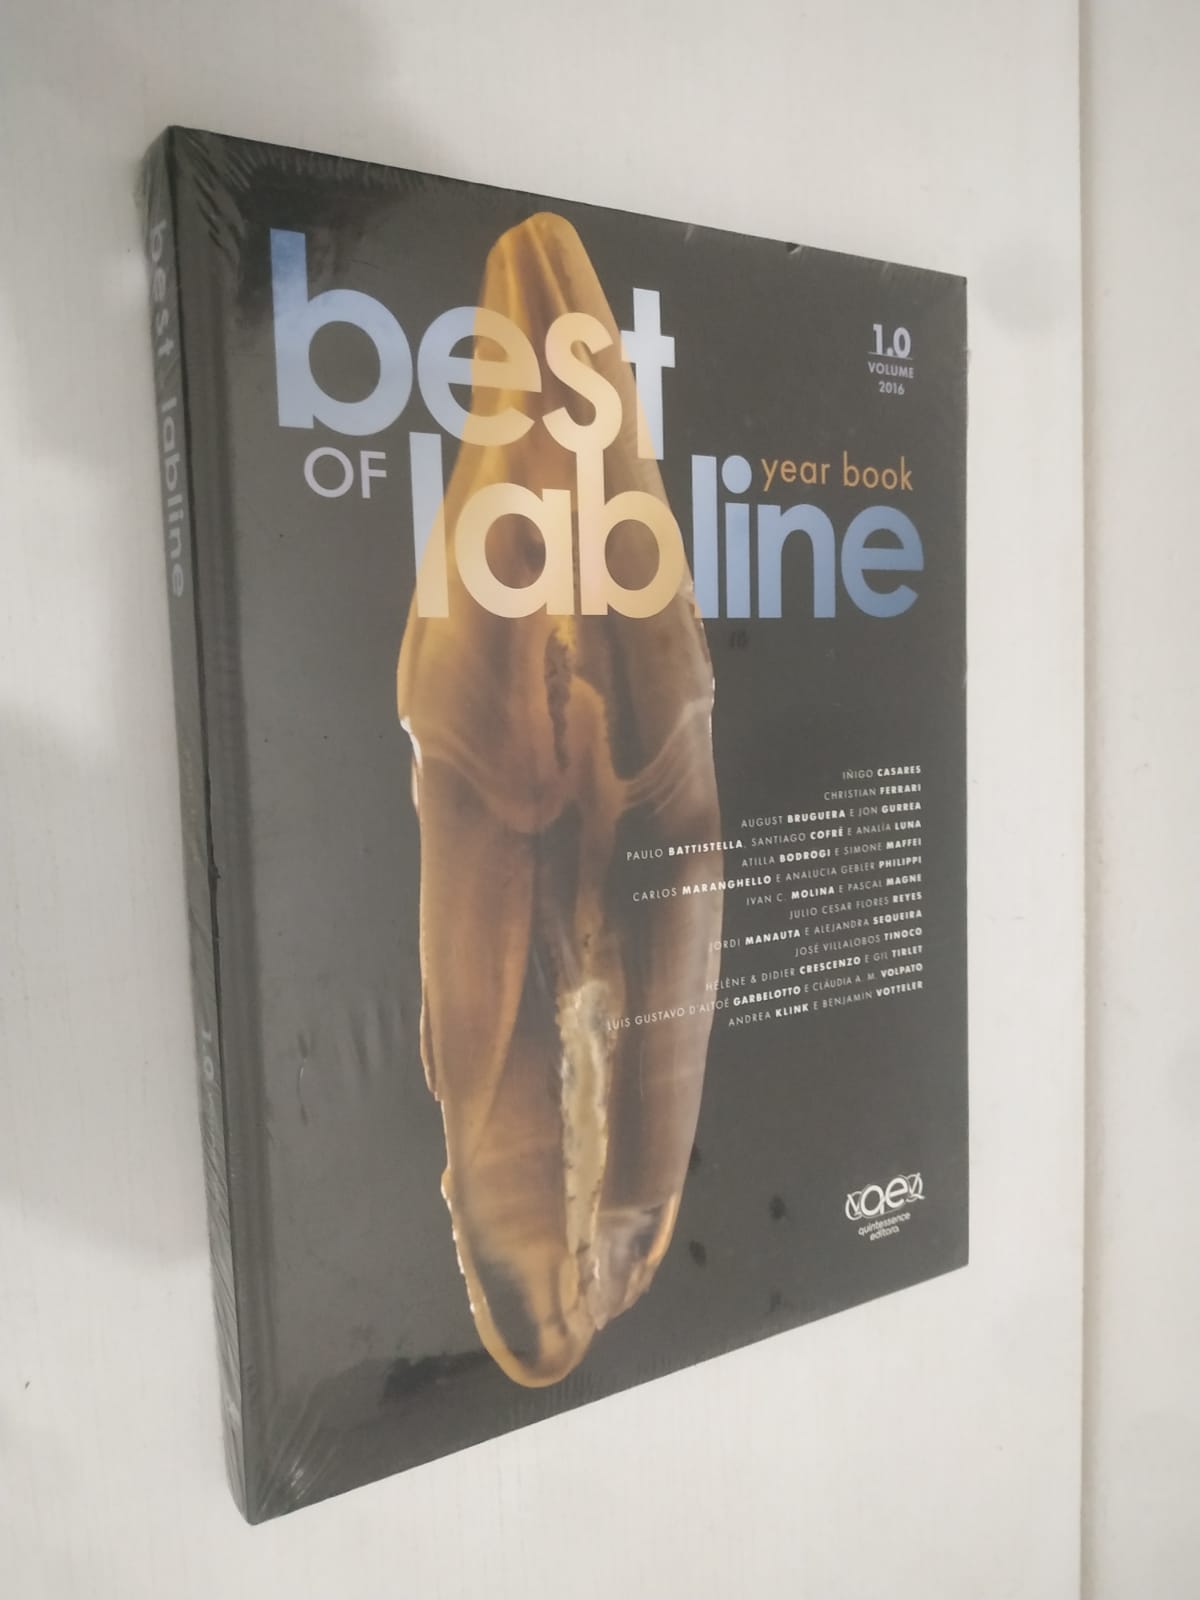 best
OF labline
year book
1.0
VOLUME
2016
IÑIGO CASARES
CHRISTIAN FERRARI
AUGUST BRUGUERA E JON GURREA
PAULO BATTISTELLA, SANTIAGO COFRÉ E ANALÍA LUNA
ATILLA BODROGI E SIMONE MAFFEI
CARLOS MARANGHELLO E ANALUCIA GEBLER PHILIPPI
IVAN C. MOLINA E PASCAL MAGNE
JULIO CESAR FLORES REYES
JORDI MANAUTA E ALEJANDRA SEQUEIRA
JOSÉ VILLALOBOS TINOCO
HÉLÈNE & DIDIER CRESCENZO E GIL TIRLET
LUIS GUSTAVO D'ALTOÉ GARBELOTTO E CLÁUDIA A. M. VOLPATO
ANDREA KLINK E BENJAMIN VOTTELER
quintessence
editora
best labline
1.0